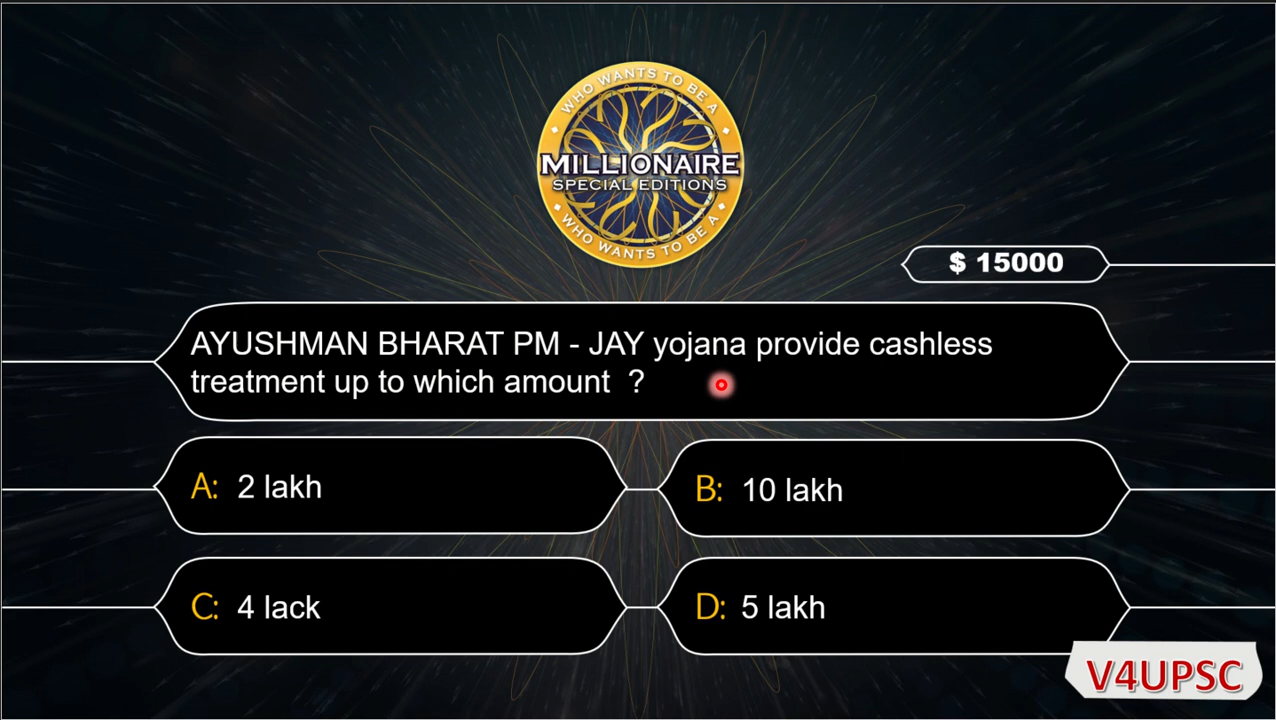 WHO WANTS TO BE A
MILLIONAIRE
SPECIAL EDITIONS
WHO WANTS TO BE A
$ 15000
AYUSHMAN BHARAT PM - JAY yojana provide cashless
treatment up to which amount ?
A: 2 lakh
B: 10 lakh
C: 4 lack
D: 5 lakh
V4UPSC